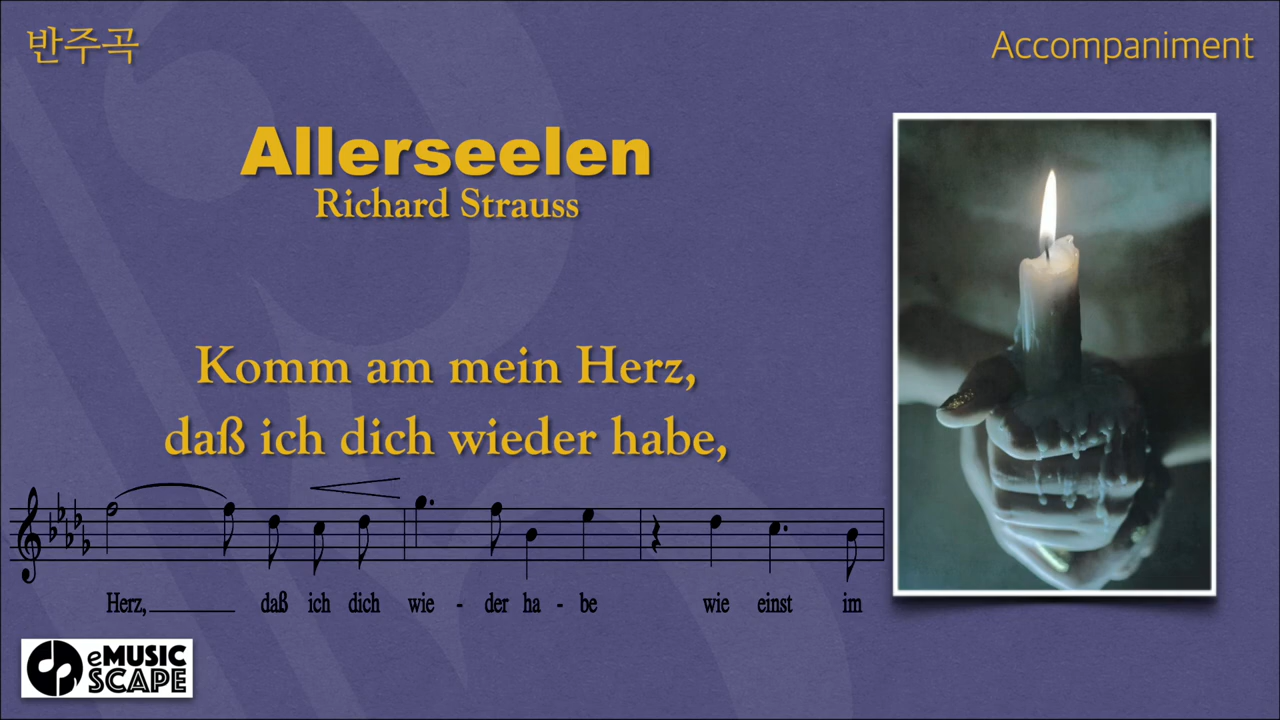 반주곡
Accompaniment
Allerseelen
Richard Strauss
Komm am mein Herz,
daß ich dich wieder habe,
Herz, daß ich dich wie - der ha - be wie einst im
eMUSIC
SCAPE